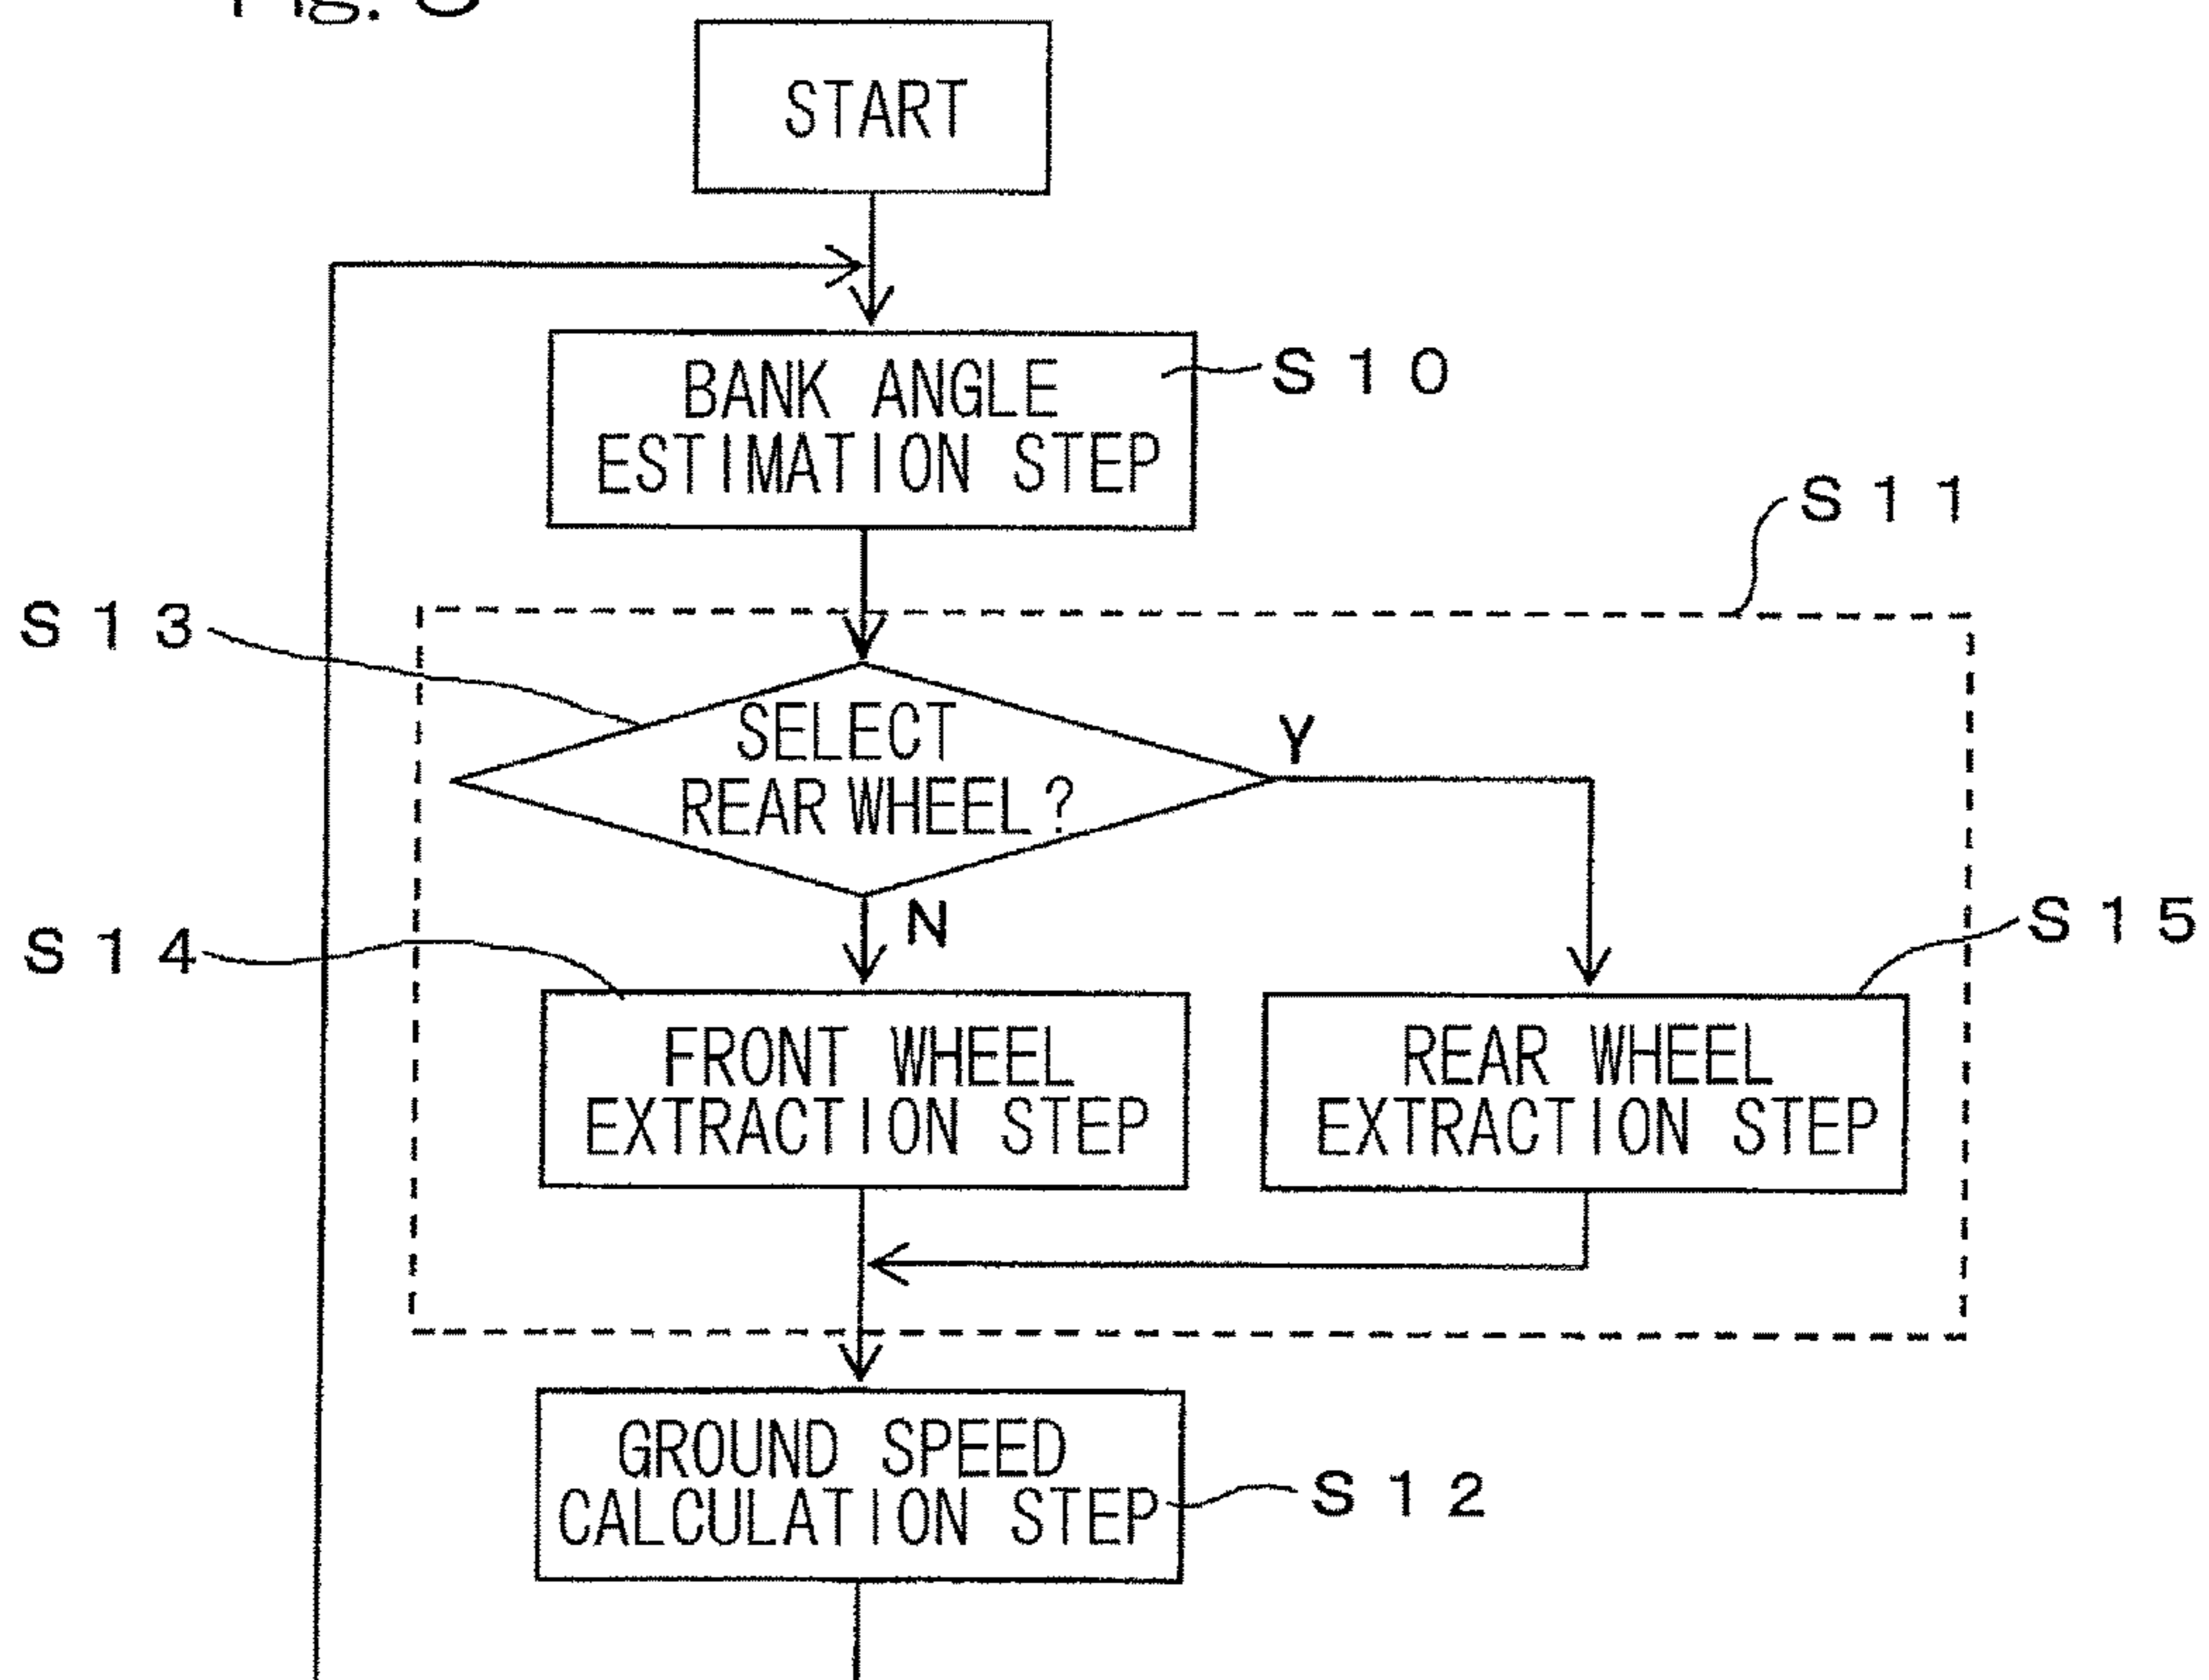 Fig.
START
BANK ANGLE
ESTIMATION STEP
S10
S11
S13
SELECT
REAR WHEEL?
Y
N
S14
S15
FRONT WHEEL
EXTRACTION STEP
REAR WHEEL
EXTRACTION STEP
GROUND SPEED
CALCULATION STEP
S12